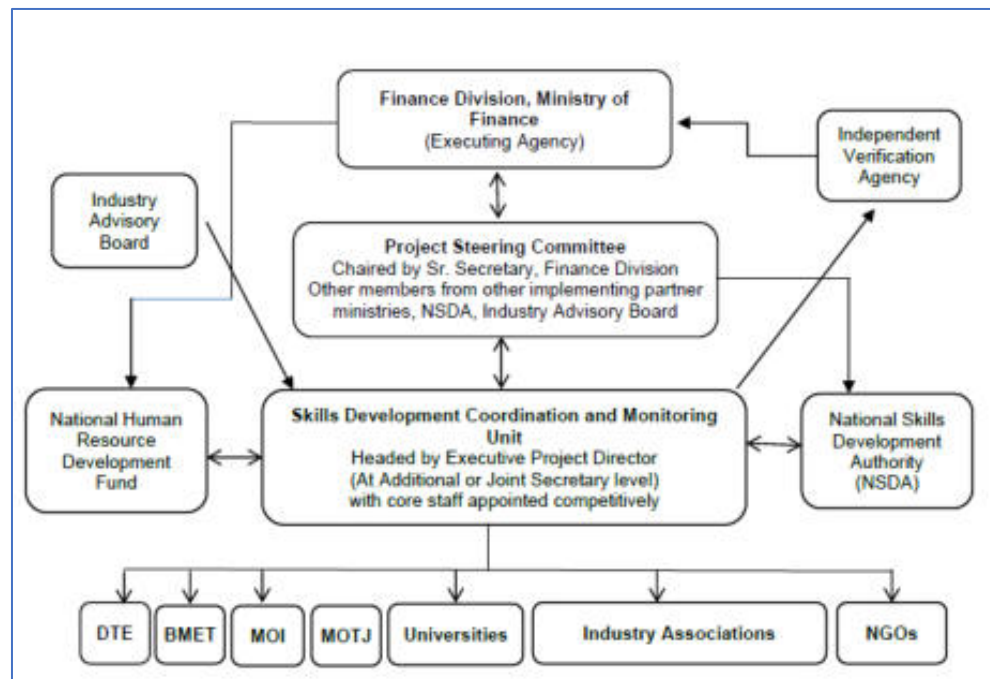 Finance Division, Ministry of
Finance
(Executing Agency)
Independent
Verification
Agency
Industry
Advisory
Board
Project Steering Committee
Chaired by Sr. Secretary, Finance Division
Other members from other implementing partner
ministries, NSDA, Industry Advisory Board
National Human
Resource
Development
Fund
Skills Development Coordination and Monitoring
Unit
Headed by Executive Project Director
(At Additional or Joint Secretary level)
with core staff appointed competitively
National Skills
Development
Authority
(NSDA)
DTE
BMET
MOI
MOTJ
Universities
Industry Associations
NGOs